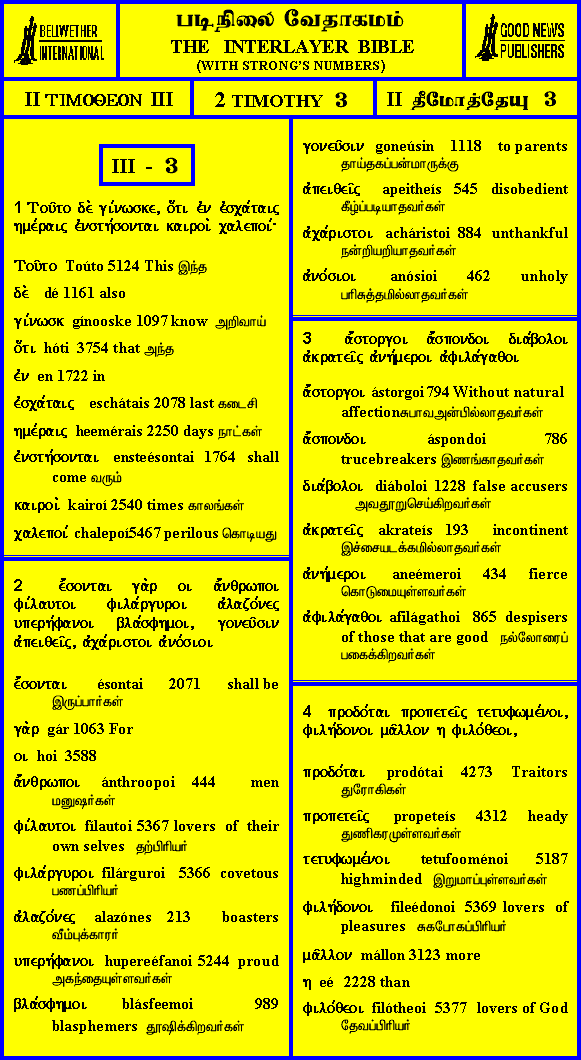 BELLWETHER
INTERNATIONAL
படிநிலை வேதாகமம்
THE INTERLAYER BIBLE
(WITH STRONG'S NUMBERS)
GOOD NEWS
PUBLISHERS
II ΤΙΜΟΘΕΟΝ III
2 TIMOTHY 3
II தீமோத்தேயு 3
III - 3
1 Ὀοῦτο δὲ γίνωσκε, ὅτι ἐν ἐσχάταις
ημέραις ἐνστήσονται καιροὶ χαλεποί·
Ὀοῦτο Toúto 5124 This இந்த
δὲ dé 1161 also
γίνωσκ gínooske 1097 know அறிவாய்
ὅτι hóti 3754 that அந்த
ἐν en 1722 in
ἐσχάταις eschátais 2078 last கடைசி
ημέραις heemérais 2250 days நாட்கள்
ἐνστήσονται ensteésontai 1764 shall
come வரும்
καιροὶ kairoí 2540 times காலங்கள்
χαλεποί chalepoí5467 perilous கொடியது
2 ἔσονται γὰρ οι ἄνθρωποι
φίλαυτοι φιλάργυροι ἀλαζόνες
υπερήφανοι βλάσφημοι, γονεῦσιν
ἀπειθεῖς, ἀχάριστοι ἀνόσιοι
ἔσονται ésontai 2071 shall be
இருப்பார்கள்
γὰρ gár 1063 For
οι hoi 3588
ἄνθρωποι ánthroopoi 444 men
மனுஷர்கள்
φίλαυτοι filautoi 5367 lovers of their
own selves தற்பிரியர்
φιλάργυροι filárguroi 5366 covetous
பணப்பிரியர்
ἀλαζόνες alazónes 213 boasters
வீம்புக்காரர்
υπερήφανοι hupereéfanoi 5244 proud
அகந்தையுள்ளவர்கள்
βλάσφημοι blásfeemoi 989
blasphemers தூஷிக்கிறவர்கள்
γονεῦσιν goneúsin 1118 to parents
தாய்தகப்பன்மாருக்கு
ἀπειθεῖς apeitheís 545 disobedient
கீழ்ப்படியாதவர்கள்
ἀχάριστοι acháristoi 884 unthankful
நன்றியறியாதவர்கள்
ἀνόσιοι anósioi 462 unholy
பரிசுத்தமில்லாதவர்கள்
3 ἄστοργοι ἄσπονδοι διάβολοι
ἀκρατεῖς ἀνήμεροι ἀφιλάγαθοι
ἄστοργοι ástorgoi 794 Without natural
affectionசுபாவஅன்பில்லாதவர்கள்
ἄσπονδοι áspondoi 786
trucebreakers இணங்காதவர்கள்
διάβολοι diáboloi 1228 false accusers
அவதூறுசெய்கிறவர்கள்
ἀκρατεῖς akrateís 193 incontinent
இச்சையடக்கமில்லாதவர்கள்
ἀνήμεροι aneémeroi 434 fierce
கொடுமையுள்ளவர்கள்
ἀφιλάγαθοι afilágathoi 865 despisers
of those that are good நல்லோரைப்
பகைக்கிறவர்கள்
4 προδόται προπετεῖς τετυφωμένοι,
φιλήδονοι μᾶλλον η φιλόθεοι,
προδόται prodótai 4273 Traitors
துரோகிகள்
προπετεῖς propeteís 4312 heady
துணிகரமுள்ளவர்கள்
τετυφωμένοι tetufooménoi 5187
highminded இறுமாப்புள்ளவர்கள்
φιλήδονοι fileédonoi 5369 lovers of
pleasures சுகபோகப்பிரியர்
μᾶλλον mállon 3123 more
η eé 2228 than
φιλόθεοι filótheoi 5377 lovers of God
தேவப்பிரியர்